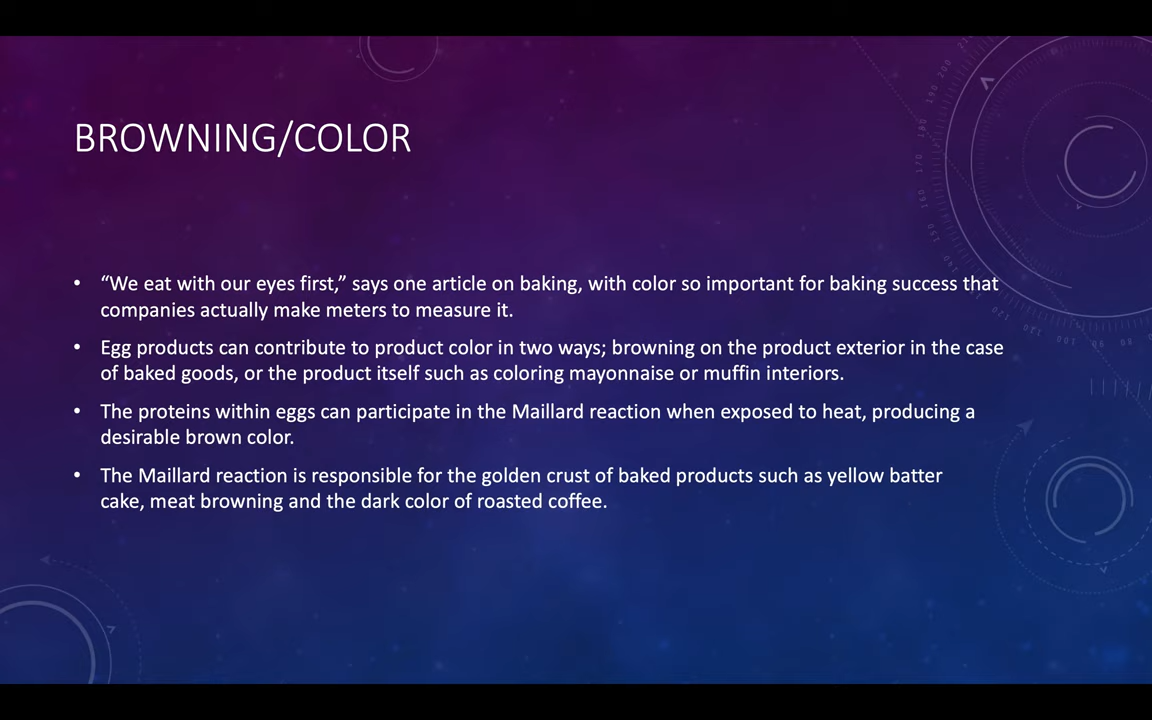 BROWNING/COLOR
• “We eat with our eyes first,” says one article on baking, with color so important for baking success that
companies actually make meters to measure it.
• Egg products can contribute to product color in two ways; browning on the product exterior in the case
of baked goods, or the product itself such as coloring mayonnaise or muffin interiors.
• The proteins within eggs can participate in the Maillard reaction when exposed to heat, producing a
desirable brown color.
• The Maillard reaction is responsible for the golden crust of baked products such as yellow batter
cake, meat browning and the dark color of roasted coffee.